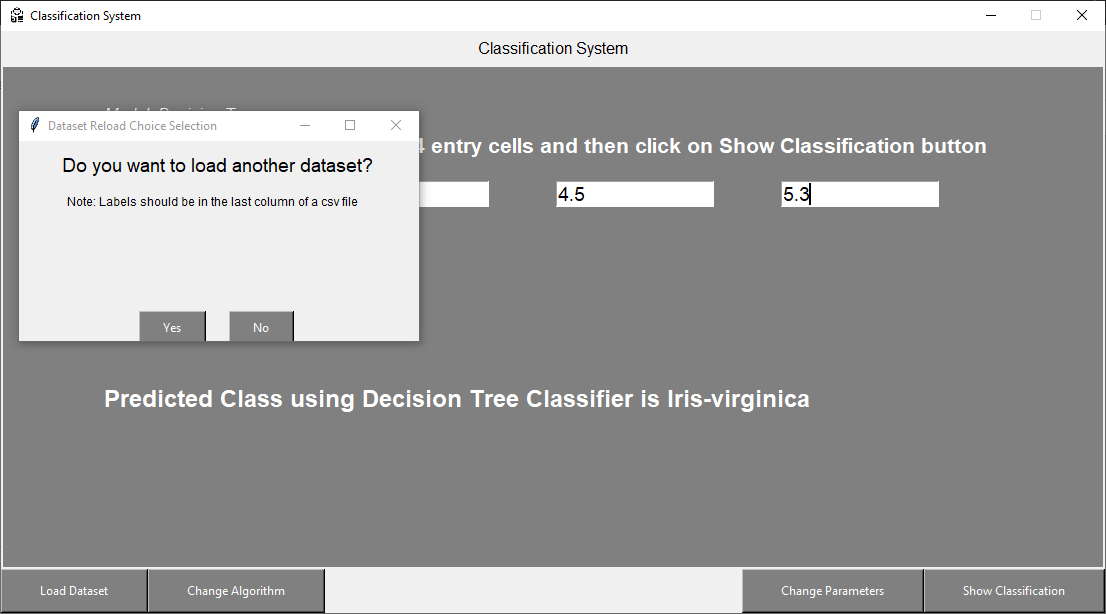 Classification System
Classification System
Dataset Reload Choice Selection
Do you want to load another dataset?
Note: Labels should be in the last column of a csv file
Yes
No
4 entry cells and then click on Show Classification button
4.5
5.3
Predicted Class using Decision Tree Classifier is Iris-virginica
Load Dataset
Change Algorithm
Change Parameters
Show Classification